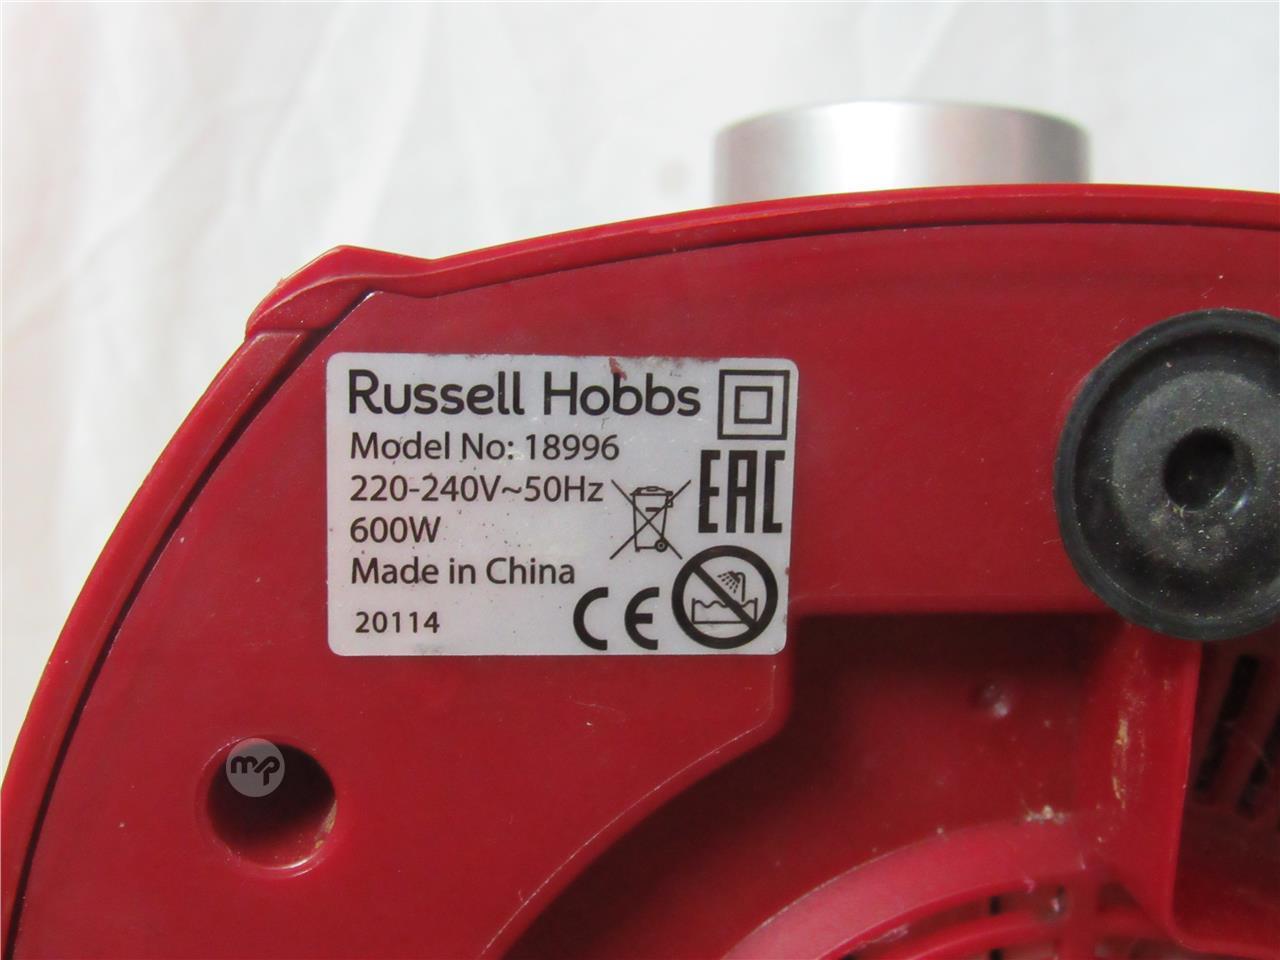 Russell Hobbs
Model No: 18996
220-240V~50Hz
600W
Made in China
20114
EAC
CE
mp